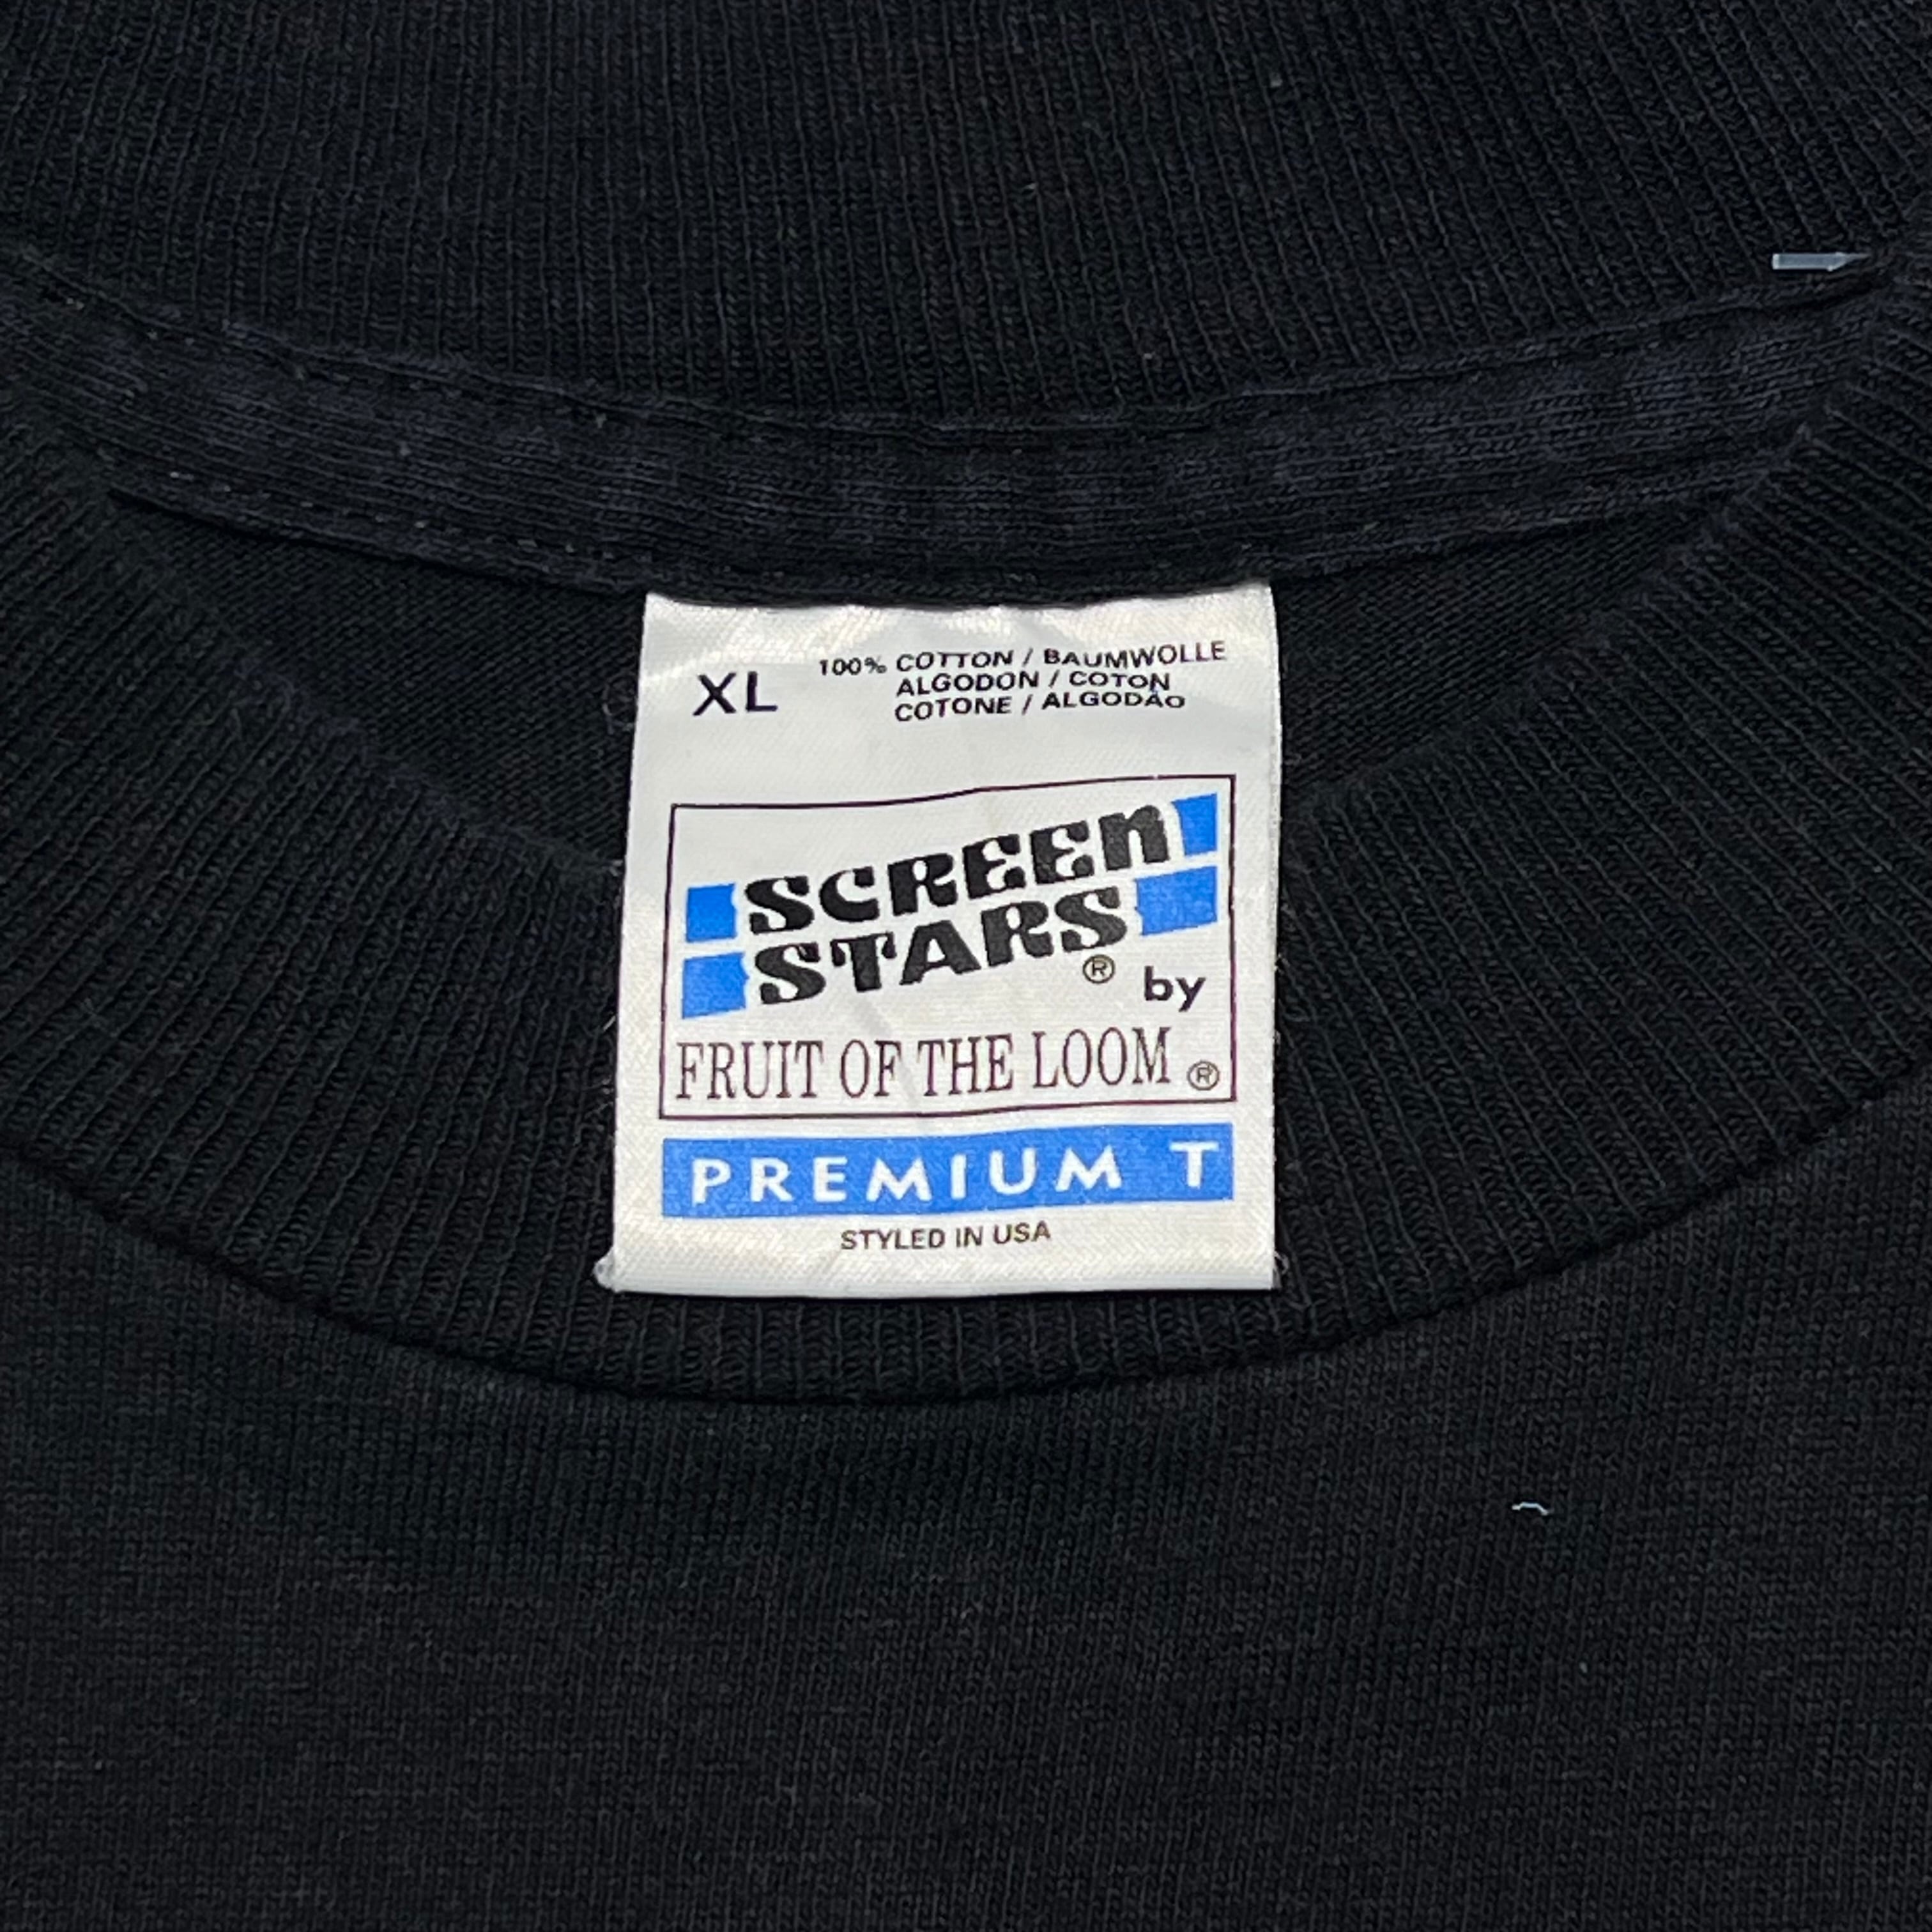 XL
100% COTTON / BAUMWOLLE
ALGODON / COTON
COTONE / ALGODÃO
SCREEN
STARS® by
FRUIT OF THE LOOM®
PREMIUM T
STYLED IN USA